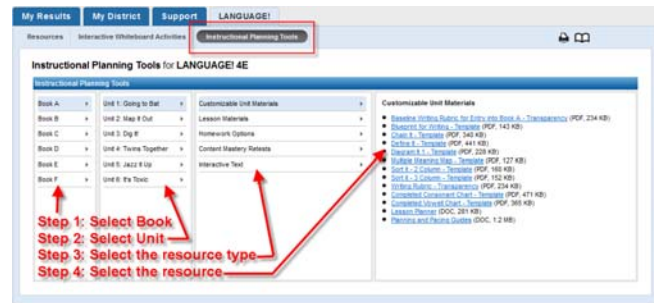 My Results My District Support LANGUAGE!
Resources Interactive Whiteboard Activities Instructional Planning Tools
Instructional Planning Tools for LANGUAGE! 4E
Instructional Planning Tools
Book A
Book B
Book C
Book D
Book E
Book F
Unit 1: Going to Bat
Unit 2: Map It Out
Unit 3: Dig It
Unit 4: Twins Together
Unit 5: Jazz It Up
Unit 6: It's Toxic
Customizable Unit Materials
Lesson Materials
Homework Options
Content Mastery Retests
Interactive Text
Customizable Unit Materials
Baseline Writing Rubric for Entry into Book A - Transparency (PDF, 234 KB)
Blueprint for Writing - Template (PDF, 143 KB)
Chain It - Template (PDF, 340 KB)
Define It - Template (PDF, 441 KB)
Diagram It 1 - Template (PDF, 228 KB)
Multiple Meaning Map - Template (PDF, 127 KB)
Sort It - 2 Column - Template (PDF, 168 KB)
Sort It - 3 Column - Template (PDF, 152 KB)
Writing Rubric - Transparency (PDF, 234 KB)
Completed Consonant Chart - Template (PDF, 471 KB)
Completed Vowel Chart - Template (PDF, 365 KB)
Lesson Planner (DOC, 281 KB)
Planning and Pacing Guides (DOC, 1.2 MB)
Step 1: Select Book
Step 2: Select Unit
Step 3: Select the resource type
Step 4: Select the resource